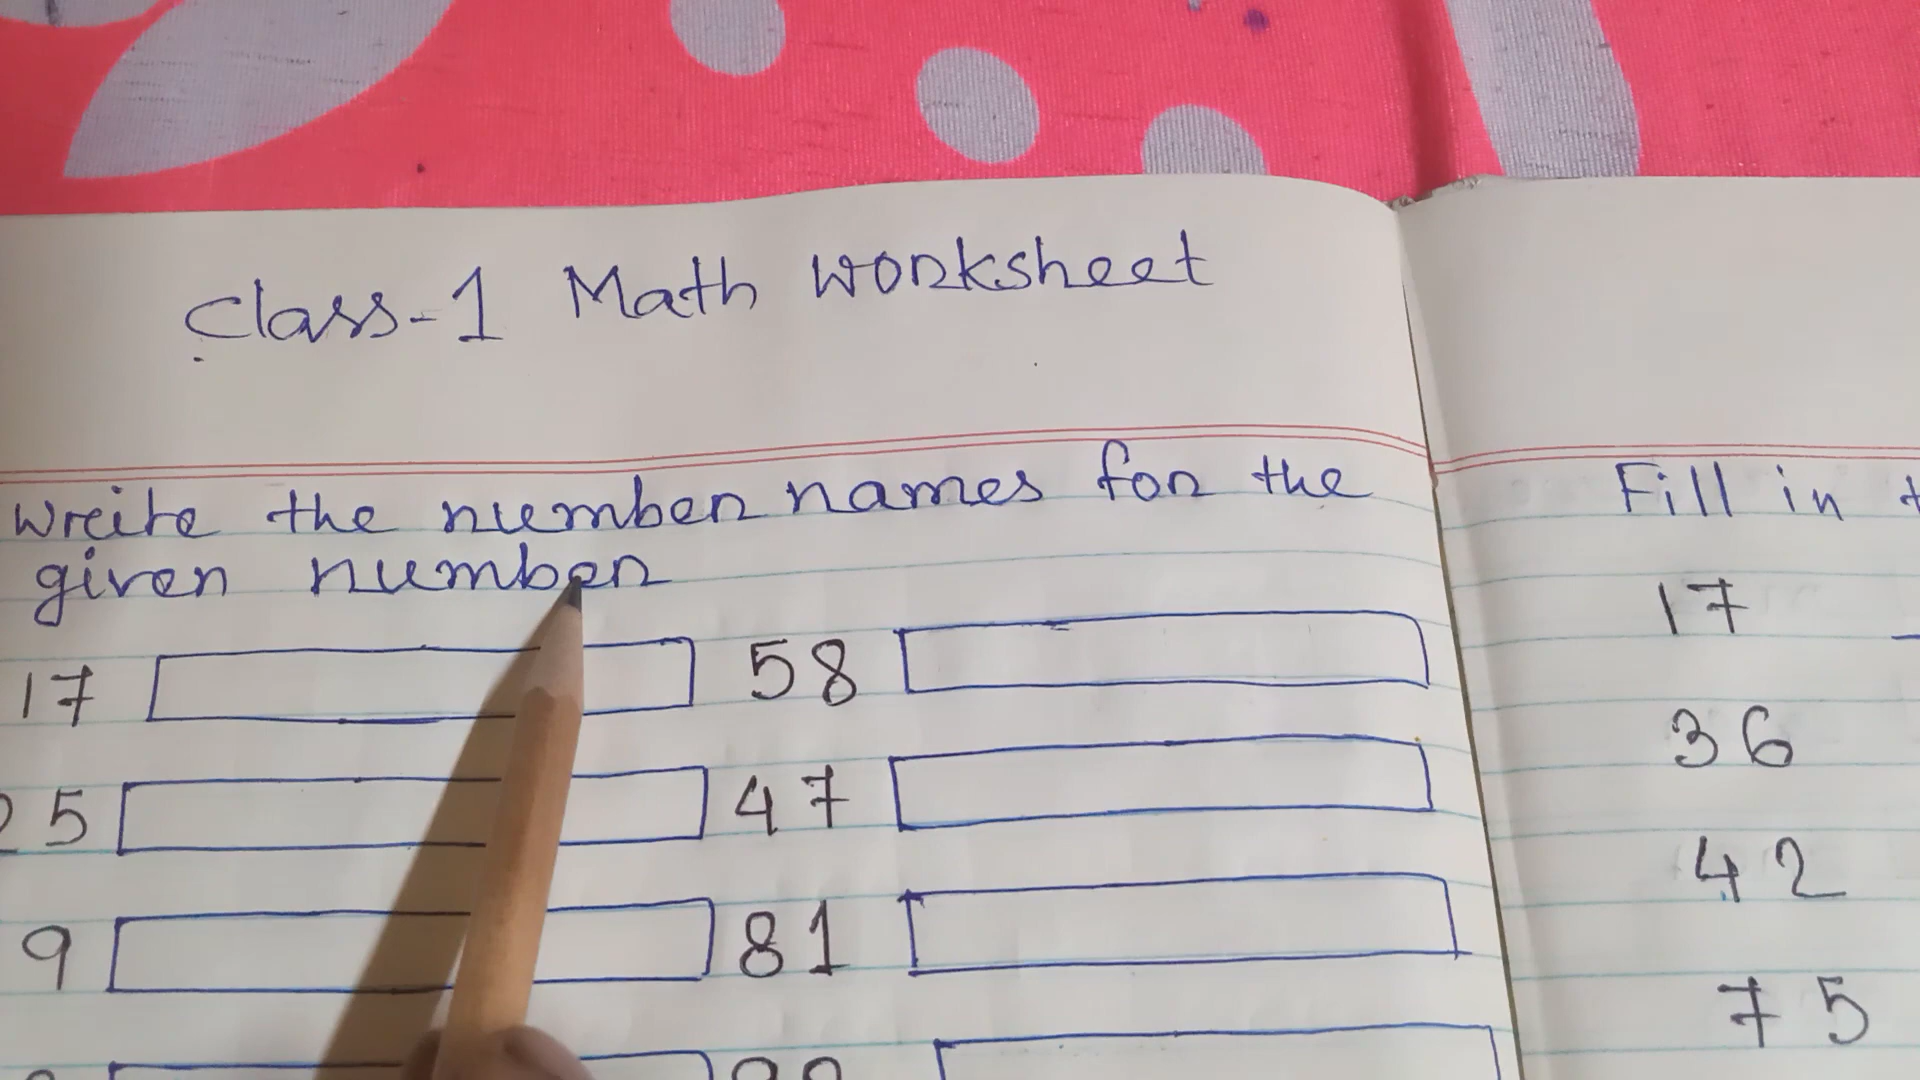 Class-1 Math worksheet
Write the number names for the
given number
17 58
25 47
9 81
Fill in
17
36
42
75